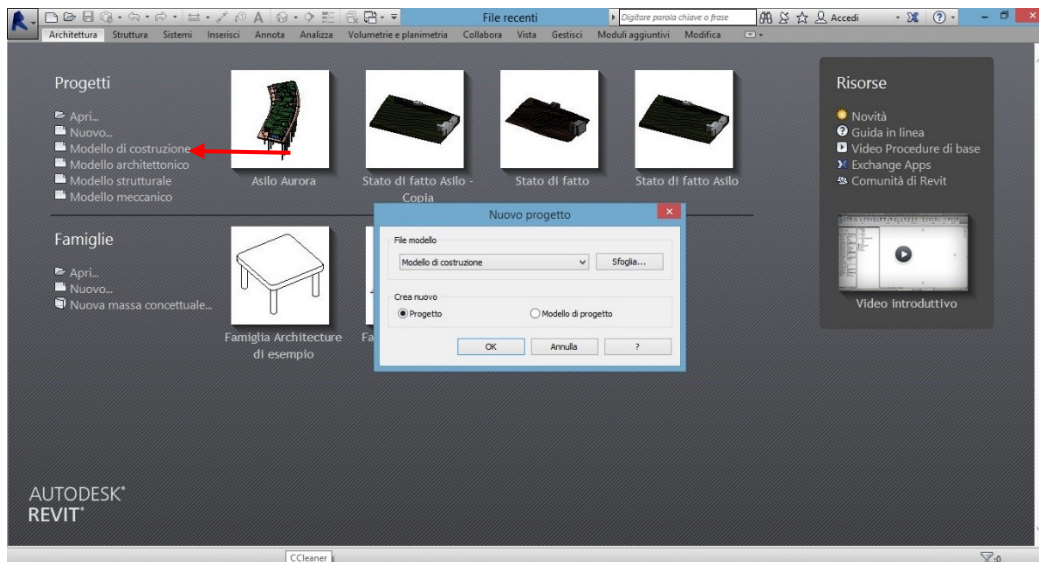 File recenti
Digitare parola chiave o frase
Accedi
Architettura Struttura Sistemi Inserisci Annota Analizza Volumetrie e planimetria Collabora Vista Gestisci Moduli aggiuntivi Modifica
Progetti
Apri...
Nuovo...
Modello di costruzione
Modello architettonico
Modello strutturale
Modello meccanico
Asilo Aurora
Stato di fatto Asilo -
Copia
Stato di fatto
Stato di fatto Asilo
Famiglie
Apri...
Nuovo...
Nuova massa concettuale...
Famiglia Architecture
di esempio
Fa
Nuovo progetto
File modello
Modello di costruzione
Sfoglia...
Crea nuovo
Progetto
Modello di progetto
OK
Annulla
?
Risorse
Novità
Guida in linea
Video Procedure di base
Exchange Apps
Comunità di Revit
Video introduttivo
AUTODESK®
REVIT®
CCleaner
:0